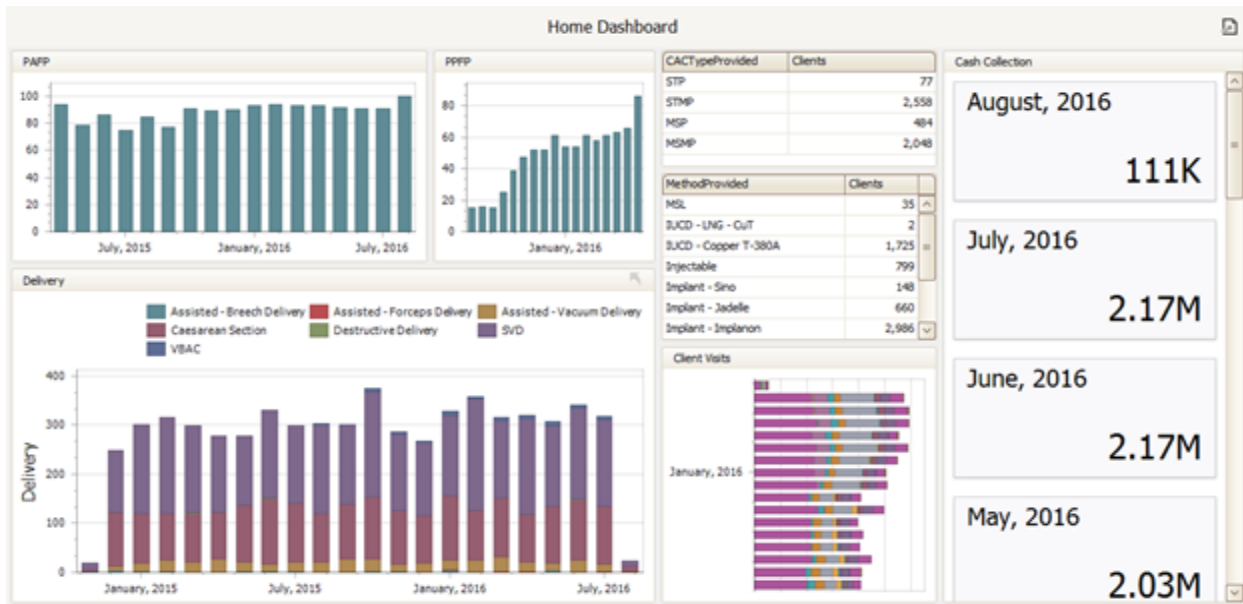 Home Dashboard
PAFP
100
80
60
40
20
0
July, 2015 January, 2016 July, 2016
PPFP
80
60
40
20
0
January, 2016
CACTypeProvided Clients
STP 77
STMP 2,558
MSP 484
MSMP 2,048
MethodProvided Clients
MSL 35
IUCD - LNG - CuT 2
IUCD - Copper T-380A 1,725
Injectable 799
Implant - Sino 148
Implant - Jadelle 660
Implant - Implanon 2,986
Cash Collection
August, 2016
111K
July, 2016
2.17M
June, 2016
2.17M
May, 2016
2.03M
Delivery
Assisted - Breech Delivery Assisted - Forceps Delivery Assisted - Vacuum Delivery
Caesarean Section Destructive Delivery SVD
VBAC
Delivery
400
300
200
100
0
January, 2015 July, 2015 January, 2016 July, 2016
Client Visits
January, 2016